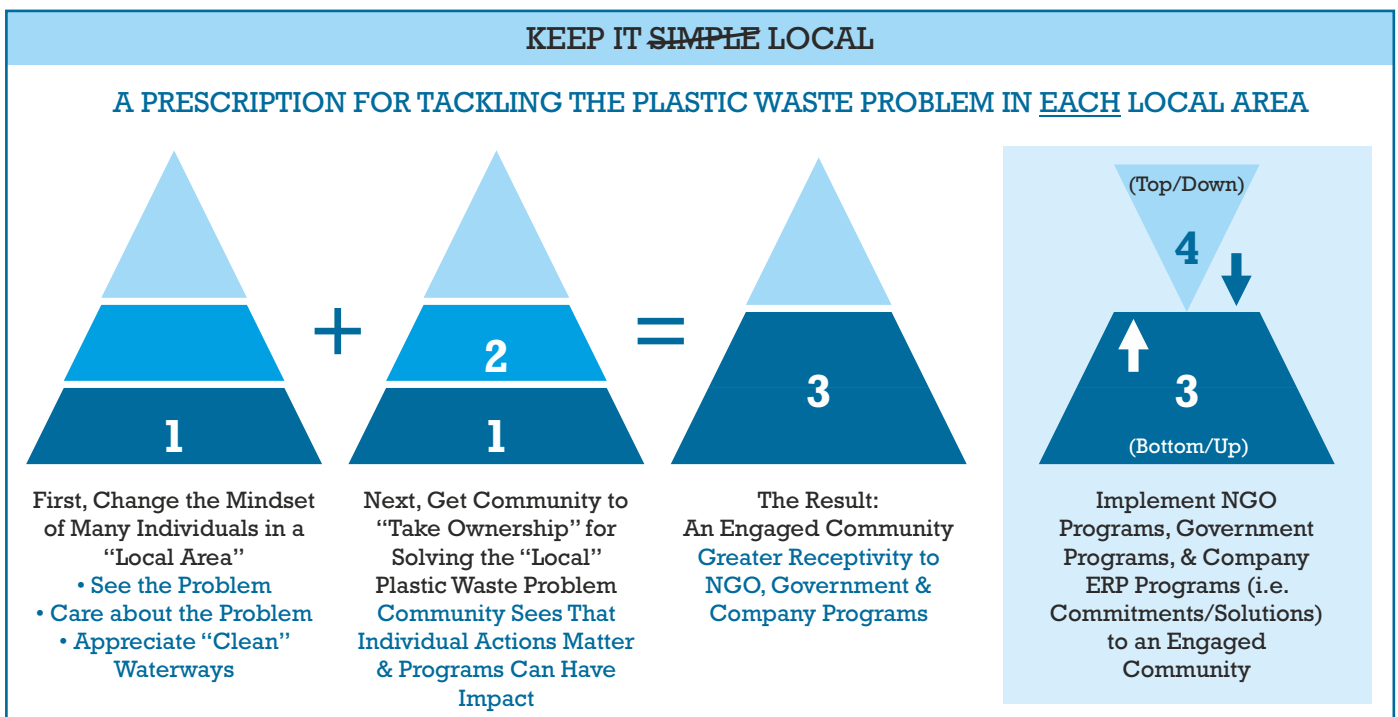 KEEP IT SIMPLE LOCAL
A PRESCRIPTION FOR TACKLING THE PLASTIC WASTE PROBLEM IN EACH LOCAL AREA
1
+
2
1
=
3
(Top/Down)
4
3
(Bottom/Up)
First, Change the Mindset
of Many Individuals in a
“Local Area”
• See the Problem
• Care about the Problem
• Appreciate “Clean”
Waterways
Next, Get Community to
“Take Ownership” for
Solving the “Local”
Plastic Waste Problem
Community Sees That
Individual Actions Matter
& Programs Can Have
Impact
The Result:
An Engaged Community
Greater Receptivity to
NGO, Government &
Company Programs
Implement NGO
Programs, Government
Programs, & Company
ERP Programs (i.e.
Commitments/Solutions)
to an Engaged
Community